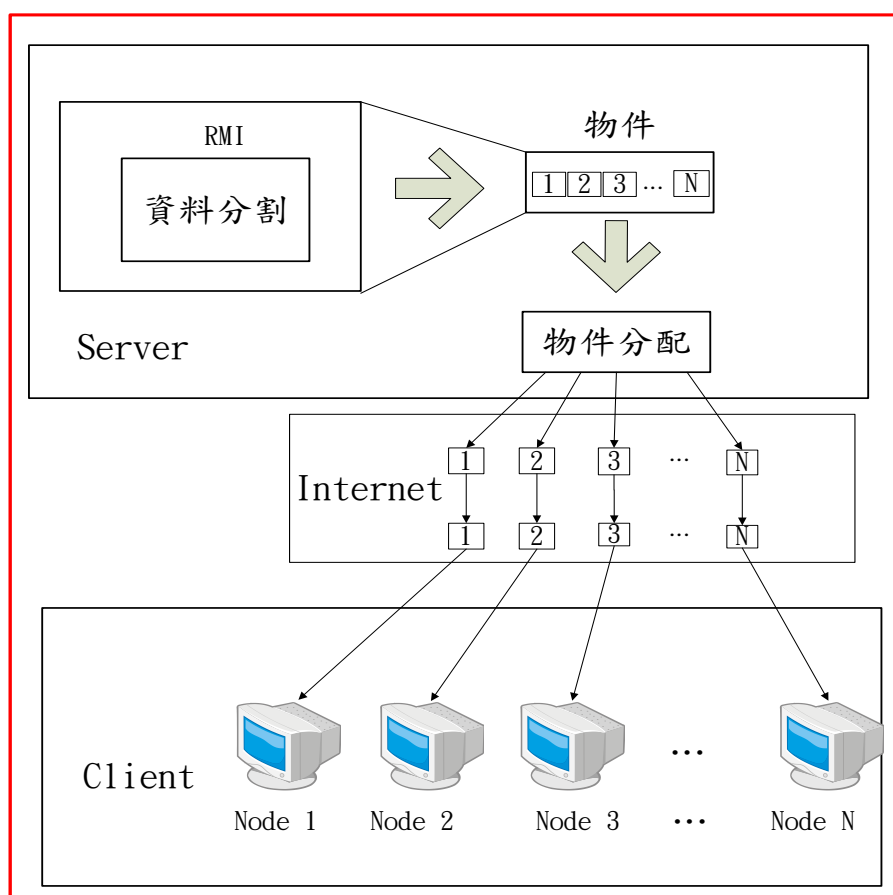 RMI
資料分割
物件
1 2 3 … N
Server
物件分配
1 2 3 … N
Internet
1 2 3 … N
…
Client
Node 1 Node 2 Node 3 … Node N